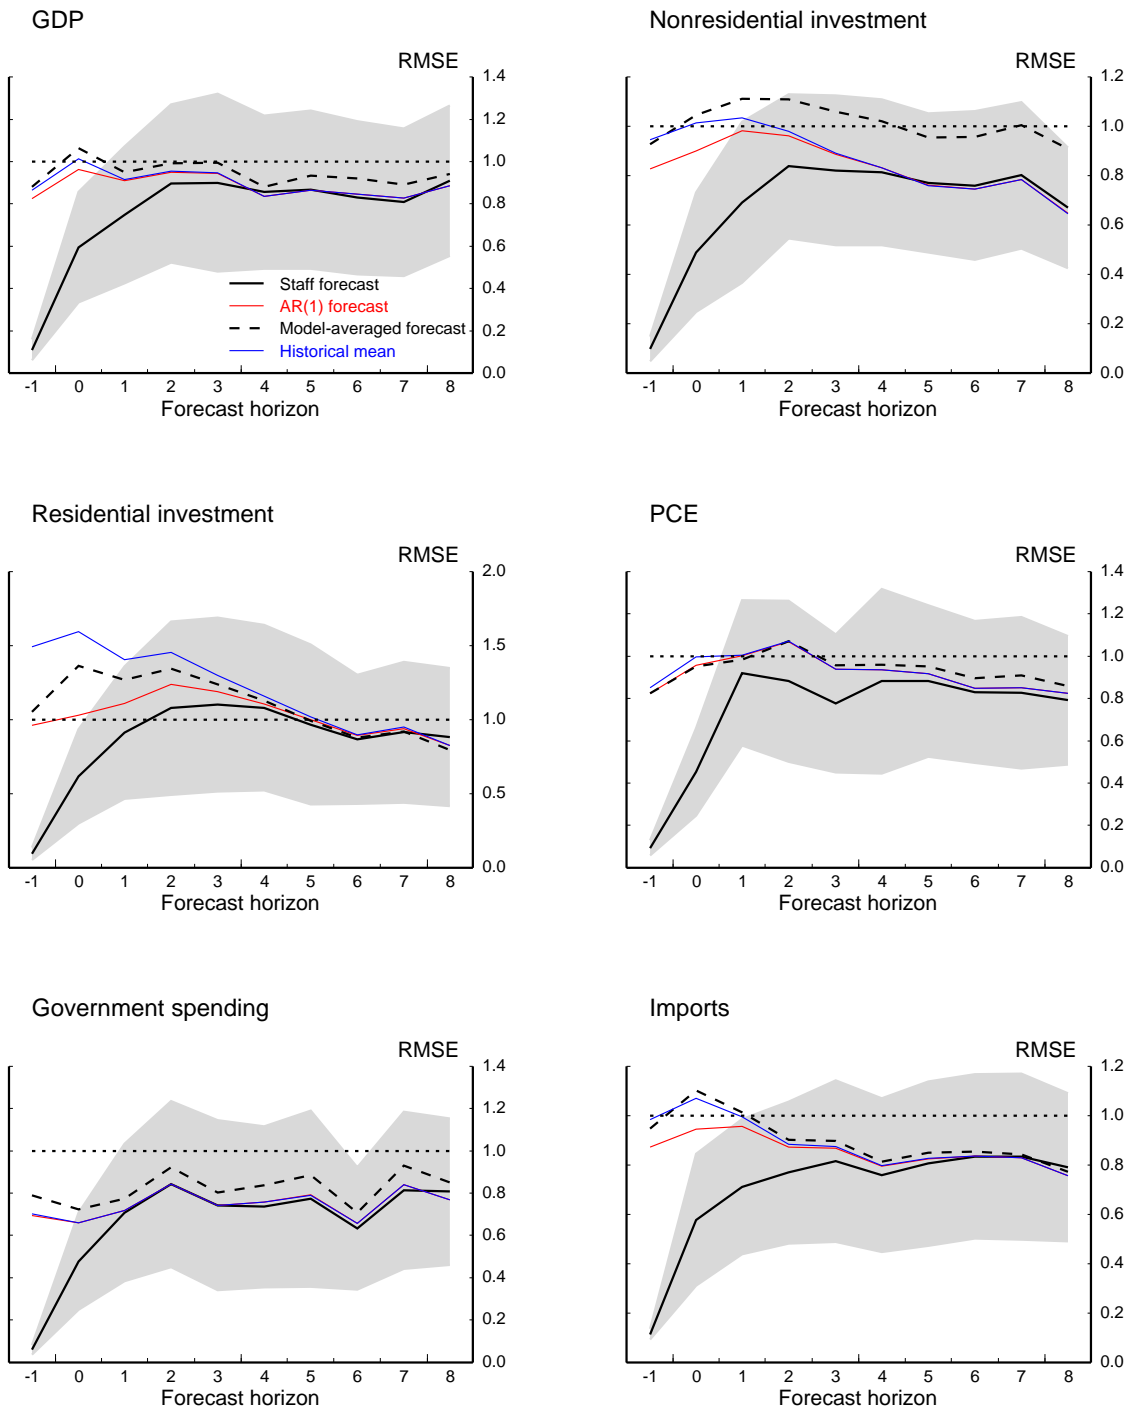 GDP
RMSE
1.4
1.2
1.0
0.8
0.6
0.4
0.2
0.0
Staff forecast
AR(1) forecast
Model-averaged forecast
Historical mean
-1 0 1 2 3 4 5 6 7 8
Forecast horizon
Nonresidential investment
RMSE
1.2
1.0
0.8
0.6
0.4
0.2
0.0
-1 0 1 2 3 4 5 6 7 8
Forecast horizon
Residential investment
RMSE
2.0
1.5
1.0
0.5
0.0
-1 0 1 2 3 4 5 6 7 8
Forecast horizon
PCE
RMSE
1.4
1.2
1.0
0.8
0.6
0.4
0.2
0.0
-1 0 1 2 3 4 5 6 7 8
Forecast horizon
Government spending
RMSE
1.4
1.2
1.0
0.8
0.6
0.4
0.2
0.0
-1 0 1 2 3 4 5 6 7 8
Forecast horizon
Imports
RMSE
1.2
1.0
0.8
0.6
0.4
0.2
0.0
-1 0 1 2 3 4 5 6 7 8
Forecast horizon